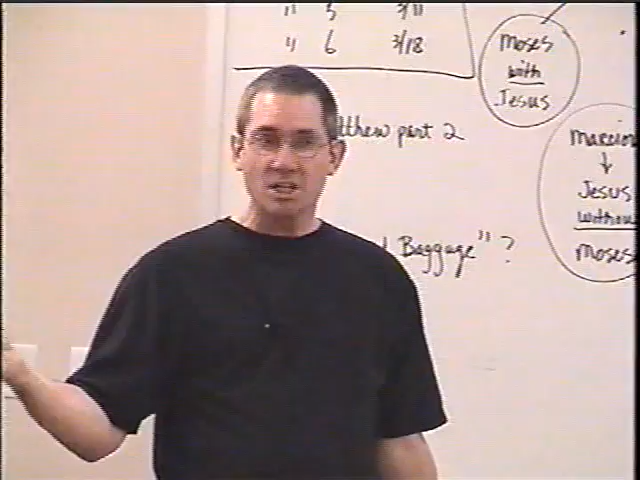 " 5 3/11
" 6 3/18
Moses
with
Jesus
tthew part 2
Marcion
↓
Jesus
without
Moses
Baggage" ?